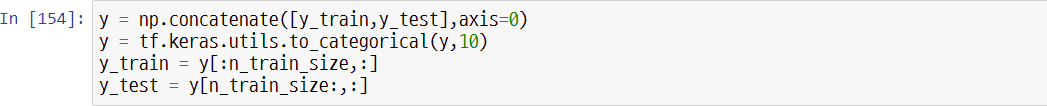 In [154]: y = np.concatenate([y_train,y_test],axis=0)
y = tf.keras.utils.to_categorical(y,10)
y_train = y[:n_train_size,:]
y_test = y[n_train_size:,:]